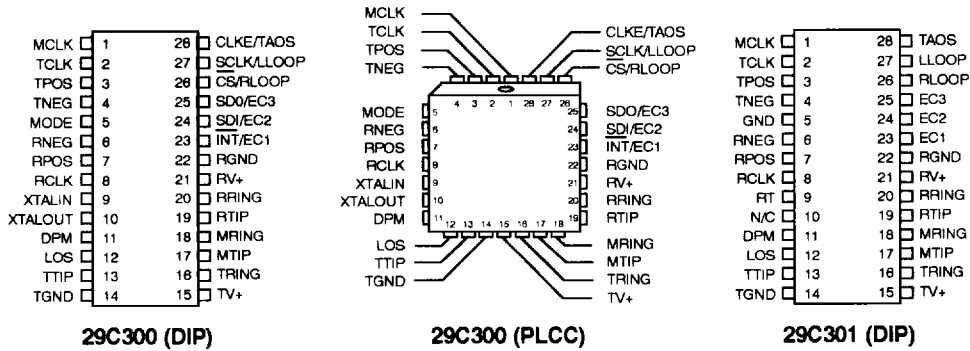 MCLK 1 28 CLKE/TAOS
TCLK 2 27 SCLK/LLOOP
TPOS 3 26 CS/RLOOP
TNEG 4 25 SD0/EC3
MODE 5 24 SDI/EC2
RNEG 6 23 INT/EC1
RPOS 7 22 RGND
RCLK 8 21 RV+
XTALIN 9 20 RRING
XTALOUT 10 19 RTIP
DPM 11 18 MRING
LOS 12 17 MTIP
TTIP 13 16 TRING
TGND 14 15 TV+
29C300 (DIP)
MCLK
TCLK CLKE/TAOS
TPOS SCLK/LLOOP
TNEG CS/RLOOP
4 3 2 1 28 27 26
MODE 5 25 SDO/EC3
RNEG 6 24 SDI/EC2
RPOS 7 23 INT/EC1
RCLK 8 22 RGND
XTALIN 9 21 RV+
XTALOUT 10 20 RRING
DPM 11 19 RTIP
12 13 14 15 16 17 18
LOS MRING
TTIP MTIP
TGND TRING
TV+
29C300 (PLCC)
MCLK 1 28 TAOS
TCLK 2 27 LLOOP
TPOS 3 26 RLOOP
TNEG 4 25 EC3
GND 5 24 EC2
RNEG 6 23 EC1
RPOS 7 22 RGND
RCLK 8 21 RV+
RT 9 20 RRING
N/C 10 19 RTIP
DPM 11 18 MRING
LOS 12 17 MTIP
TTIP 13 16 TRING
TGND 14 15 TV+
29C301 (DIP)